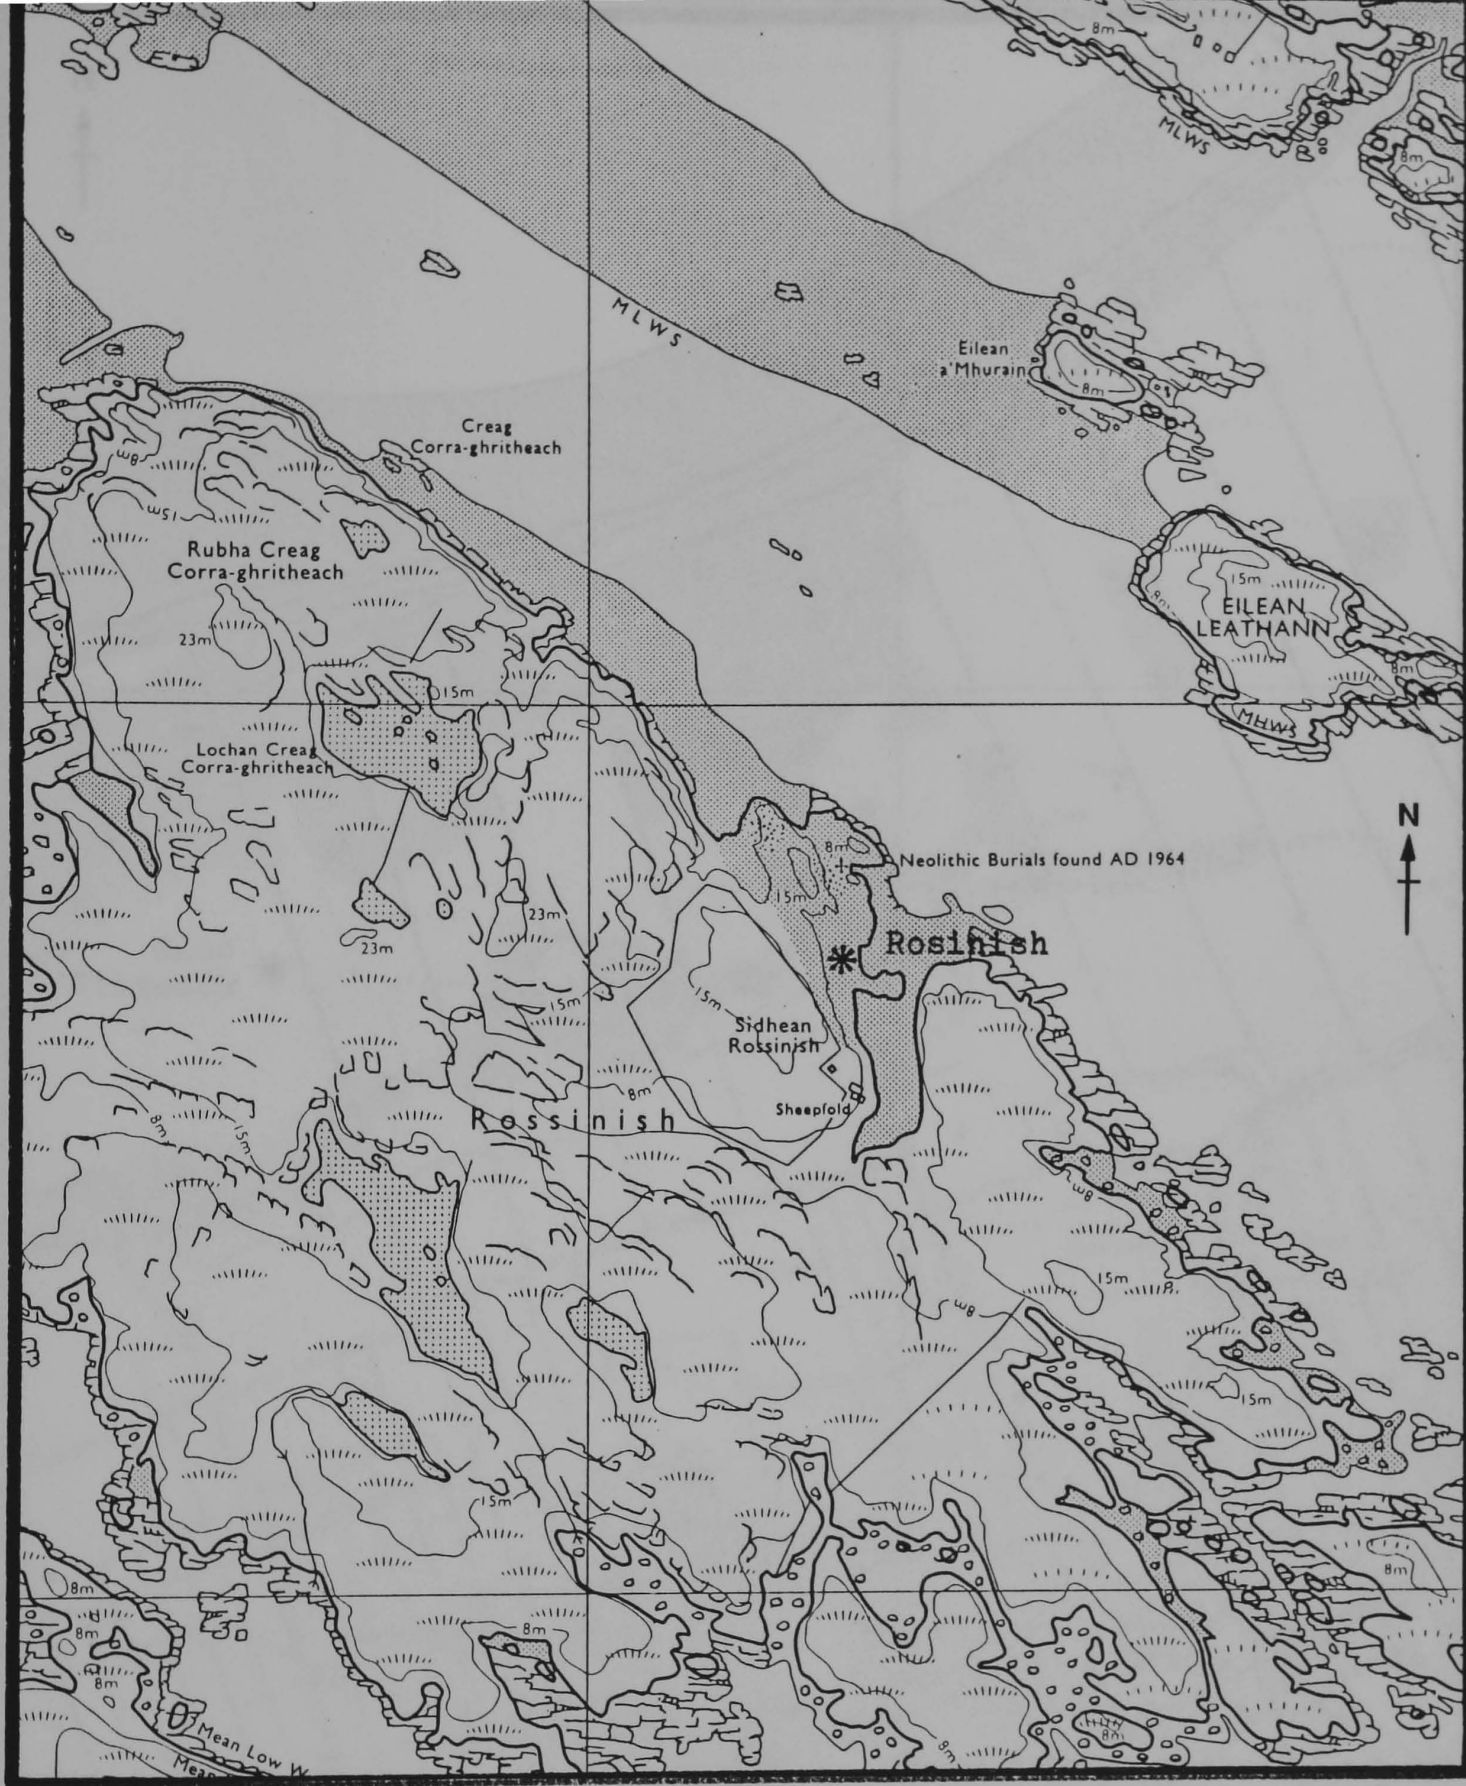 8m
MLWS
8m
MLWS
Eilean
a'Mhurain
8m
Creag
Corra-ghritheach
8m
15m
Rubha Creag
Corra-ghritheach
15m
8m
EILEAN
LEATHANN
23m
8m
15m
MHWS
Lochan Creag
Corra-ghritheach
N
8m
Neolithic Burials found AD 1964
15m
23m
23m
Rosinish
15m
15m
Sidhean
Rossinish
8m
Sheepfold
Rossinish
8m
15m
8m
15m
8m
15m
15m
8m
8m
8m
8m
8m
8m
Mean Low W
Mean
8m